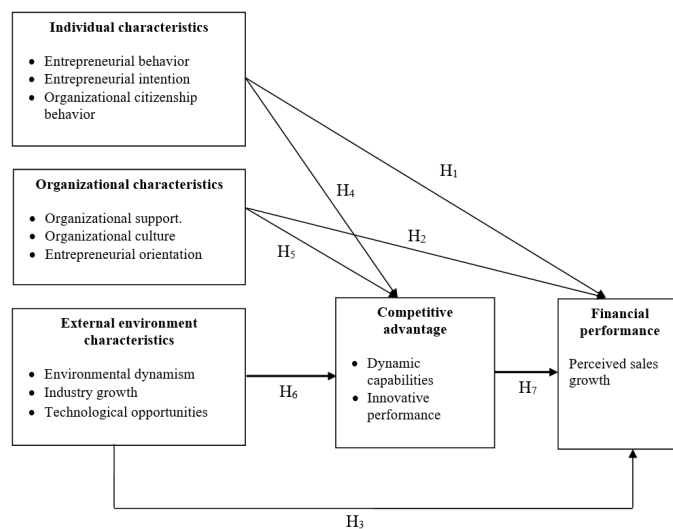 Individual characteristics
• Entrepreneurial behavior
• Entrepreneurial intention
• Organizational citizenship
behavior
H₁
H₄
Organizational characteristics
• Organizational support.
• Organizational culture
• Entrepreneurial orientation
H₂
H₅
External environment
characteristics
• Environmental dynamism
• Industry growth
• Technological opportunities
H₆
Competitive
advantage
• Dynamic
capabilities
• Innovative
performance
H₇
Financial
performance
Perceived sales
growth
H₃